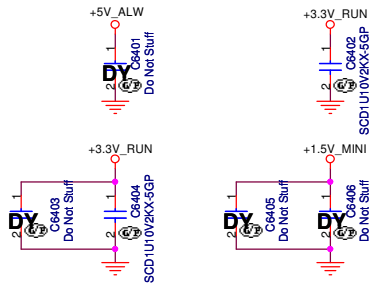 +5V_ALW
1
C6401
Do Not Stuff
DY
2
G/P
+3.3V_RUN
1
C6402
SCD1U10V2KX-5GP
2
G/P
+3.3V_RUN
1
C6403
Do Not Stuff
DY
2
G/P
1
C6404
SCD1U10V2KX-5GP
2
G/P
+1.5V_MINI
1
C6405
Do Not Stuff
DY
2
G/P
1
C6406
Do Not Stuff
DY
2
G/P